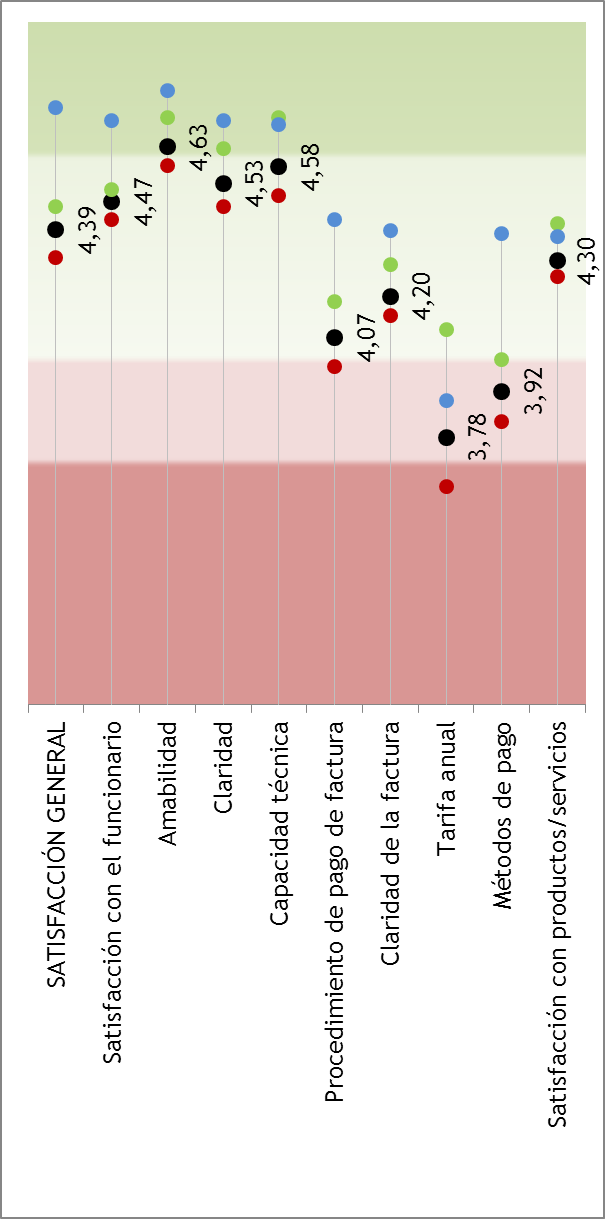 4,39
4,47
4,63
4,53
4,58
4,07
4,20
3,78
3,92
4,30
SATISFACCIÓN GENERAL
Satisfacción con el funcionario
Amabilidad
Claridad
Capacidad técnica
Procedimiento de pago de factura
Claridad de la factura
Tarifa anual
Métodos de pago
Satisfacción con productos/servicios